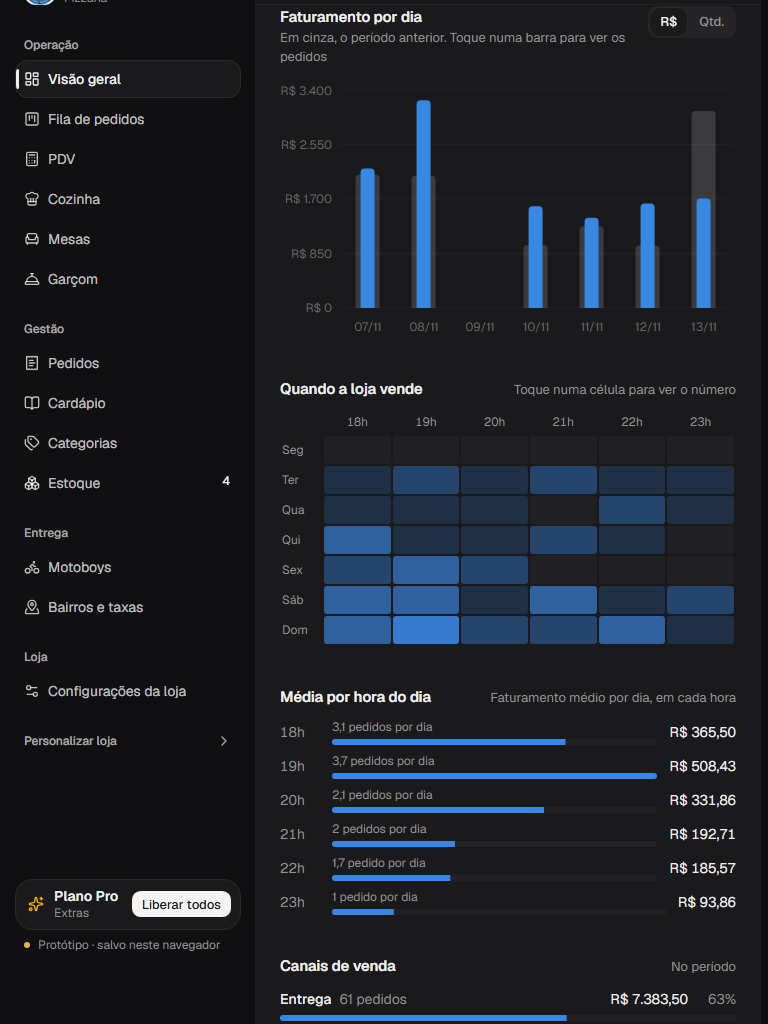 Pizzaria
Operação
Visão geral
Fila de pedidos
PDV
Cozinha
Mesas
Garçom
Gestão
Pedidos
Cardápio
Categorias
Estoque 4
Entrega
Motoboys
Bairros e taxas
Loja
Configurações da loja
Personalizar loja
Plano Pro
Extras
Liberar todos
Protótipo · salvo neste navegador
Faturamento por dia
R$ Qtd.
Em cinza, o período anterior. Toque numa barra para ver os
pedidos
R$ 3.400
R$ 2.550
R$ 1.700
R$ 850
R$ 0
07/11 08/11 09/11 10/11 11/11 12/11 13/11
Quando a loja vende Toque numa célula para ver o número
18h 19h 20h 21h 22h 23h
Seg
Ter
Qua
Qui
Sex
Sáb
Dom
Média por hora do dia Faturamento médio por dia, em cada hora
18h 3,1 pedidos por dia R$ 365,50
19h 3,7 pedidos por dia R$ 508,43
20h 2,1 pedidos por dia R$ 331,86
21h 2 pedidos por dia R$ 192,71
22h 1,7 pedido por dia R$ 185,57
23h 1 pedido por dia R$ 93,86
Canais de venda No período
Entrega 61 pedidos R$ 7.383,50 63%